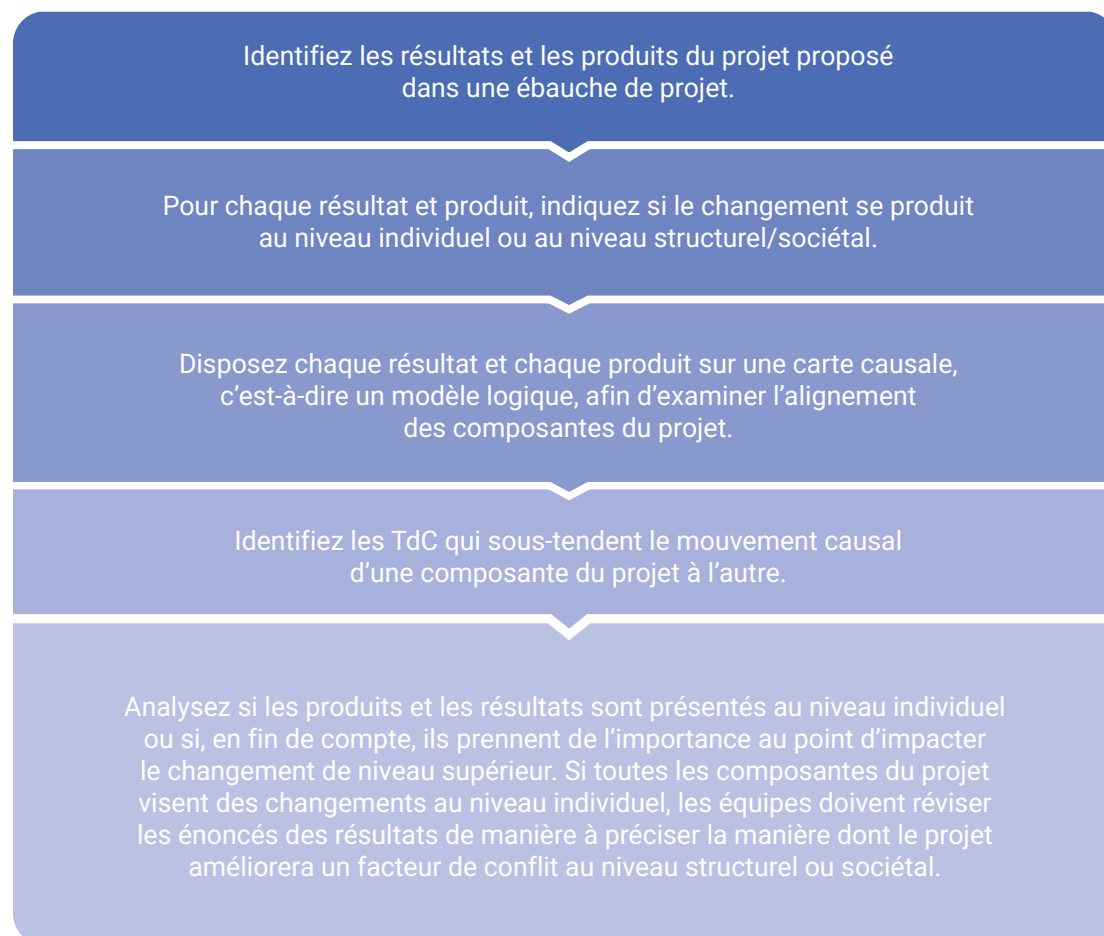 Identifiez les résultats et les produits du projet proposé
dans une ébauche de projet.
Pour chaque résultat et produit, indiquez si le changement se produit
au niveau individuel ou au niveau structurel/sociétal.
Disposez chaque résultat et chaque produit sur une carte causale,
c’est-à-dire un modèle logique, afin d’examiner l’alignement
des composantes du projet.
Identifiez les TdC qui sous-tendent le mouvement causal
d’une composante du projet à l’autre.
Analysez si les produits et les résultats sont présentés au niveau individuel
ou si, en fin de compte, ils prennent de l’importance au point d’impacter
le changement de niveau supérieur. Si toutes les composantes du projet
visent des changements au niveau individuel, les équipes doivent réviser
les énoncés des résultats de manière à préciser la manière dont le projet
améliorera un facteur de conflit au niveau structurel ou sociétal.